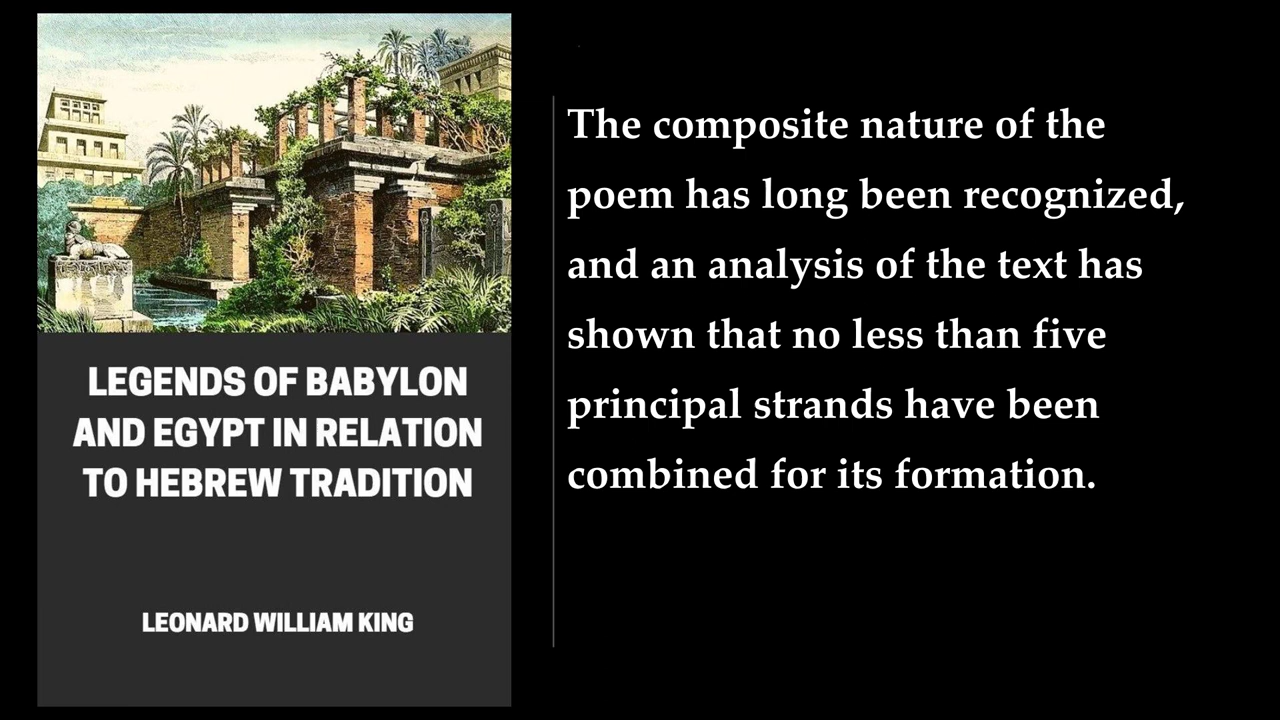 LEGENDS OF BABYLON
AND EGYPT IN RELATION
TO HEBREW TRADITION
LEONARD WILLIAM KING
The composite nature of the
poem has long been recognized,
and an analysis of the text has
shown that no less than five
principal strands have been
combined for its formation.